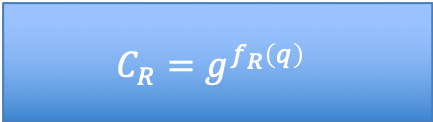 $C_R = g^{f_R(q)}$